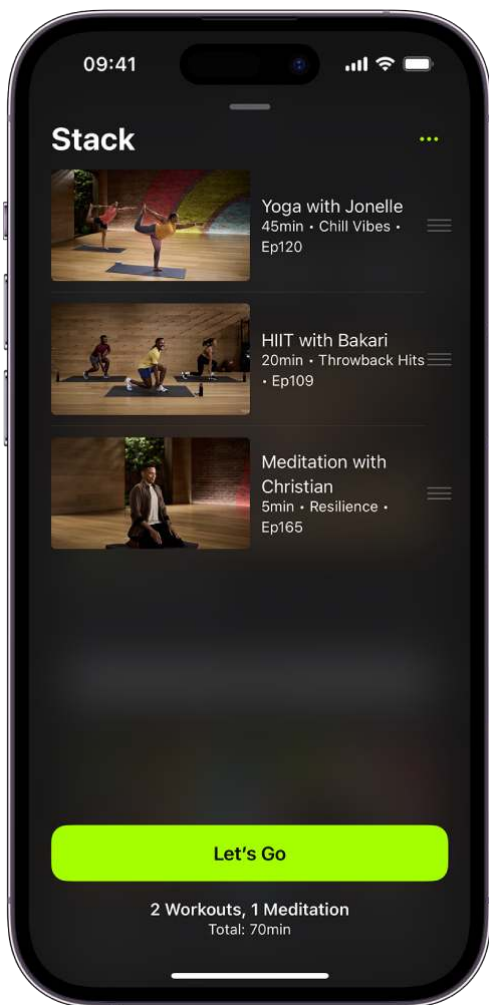 09:41
Stack
Yoga with Jonelle
45min • Chill Vibes •
Ep120
HIIT with Bakari
20min • Throwback Hits
• Ep109
Meditation with
Christian
5min • Resilience •
Ep165
Let's Go
2 Workouts, 1 Meditation
Total: 70min